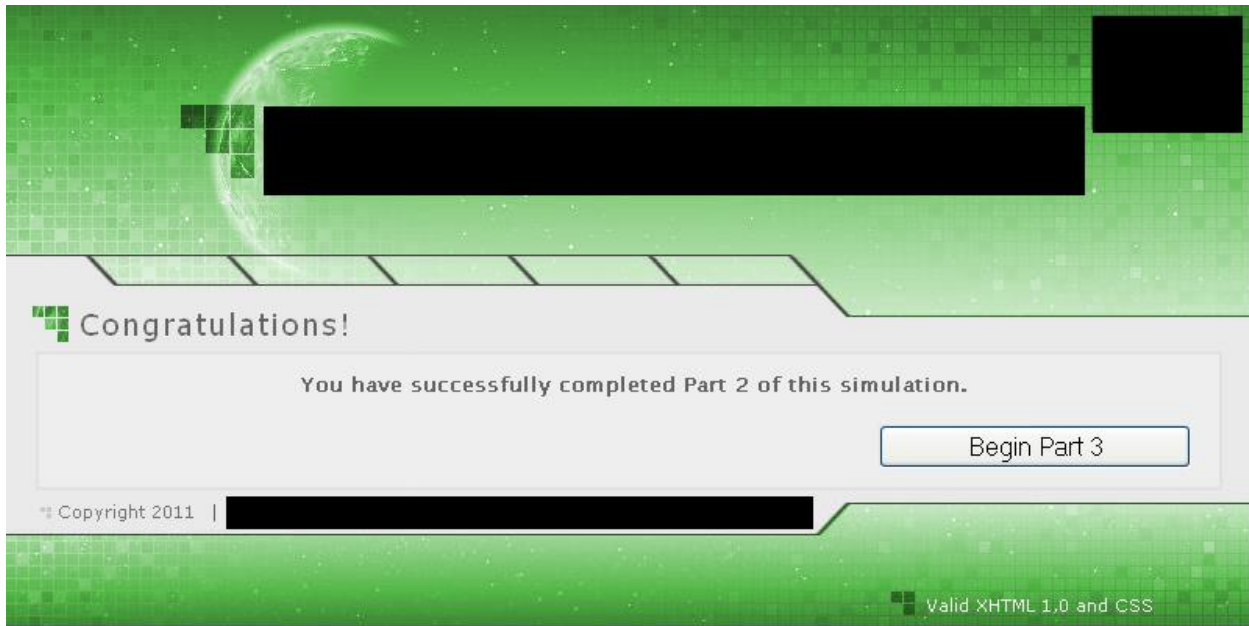 Congratulations!
You have successfully completed Part 2 of this simulation.
Begin Part 3
Copyright 2011 |
Valid XHTML 1.0 and CSS